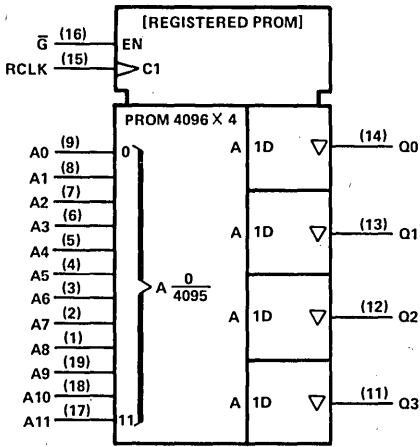 [REGISTERED PROM]
G̅ (16) EN
RCLK (15) C1
PROM 4096 X 4
A0 (9) 0
A1 (8)
A2 (7)
A3 (6)
A4 (5)
A5 (4)
A6 (3)
A7 (2)
A8 (1)
A9 (19)
A10 (18)
A11 (17) 11
A 0
4095
A 1D ▽ (14) Q0
A 1D ▽ (13) Q1
A 1D ▽ (12) Q2
A 1D ▽ (11) Q3